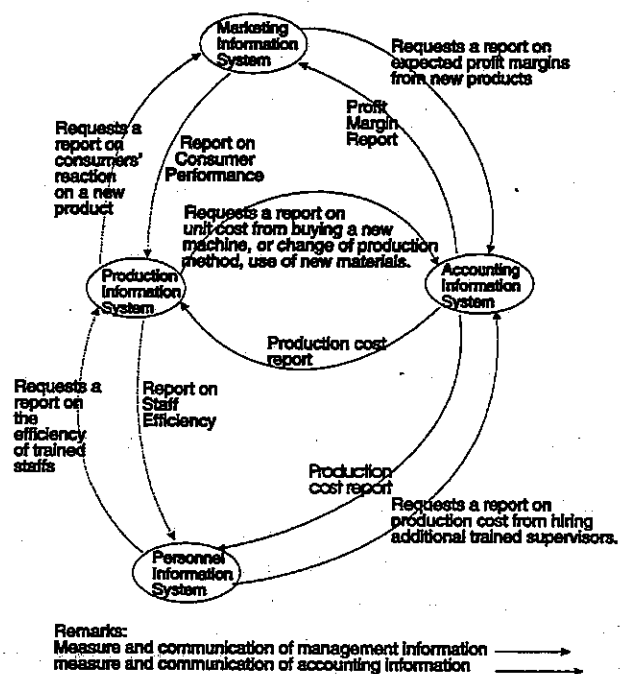 Marketing
Information
System
Requests a report on
expected profit margins
from new products
Profit
Margin
Report
Requests a
report on
consumers'
reaction
on a new
product
Report on
Consumer
Performance
Requests a report on
unit cost from buying a new
machine, or change of production
method, use of new materials.
Production
Information
System
Accounting
Information
System
Production cost
report
Requests a
report on
the
efficiency
of trained
staffs
Report on
Staff
Efficiency
Production
cost report
Requests a report on
production cost from hiring
additional trained supervisors.
Personnel
Information
System
Remarks:
Measure and communication of management information
measure and communication of accounting information